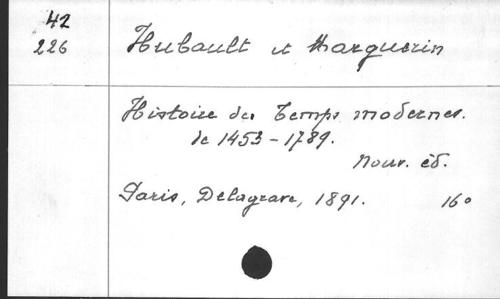 42
226
Hubault et Marguerin
Histoire des Temps modernes.
de 1453-1789.
Nouv. éd.
Paris, Delagrave, 1891. 16°